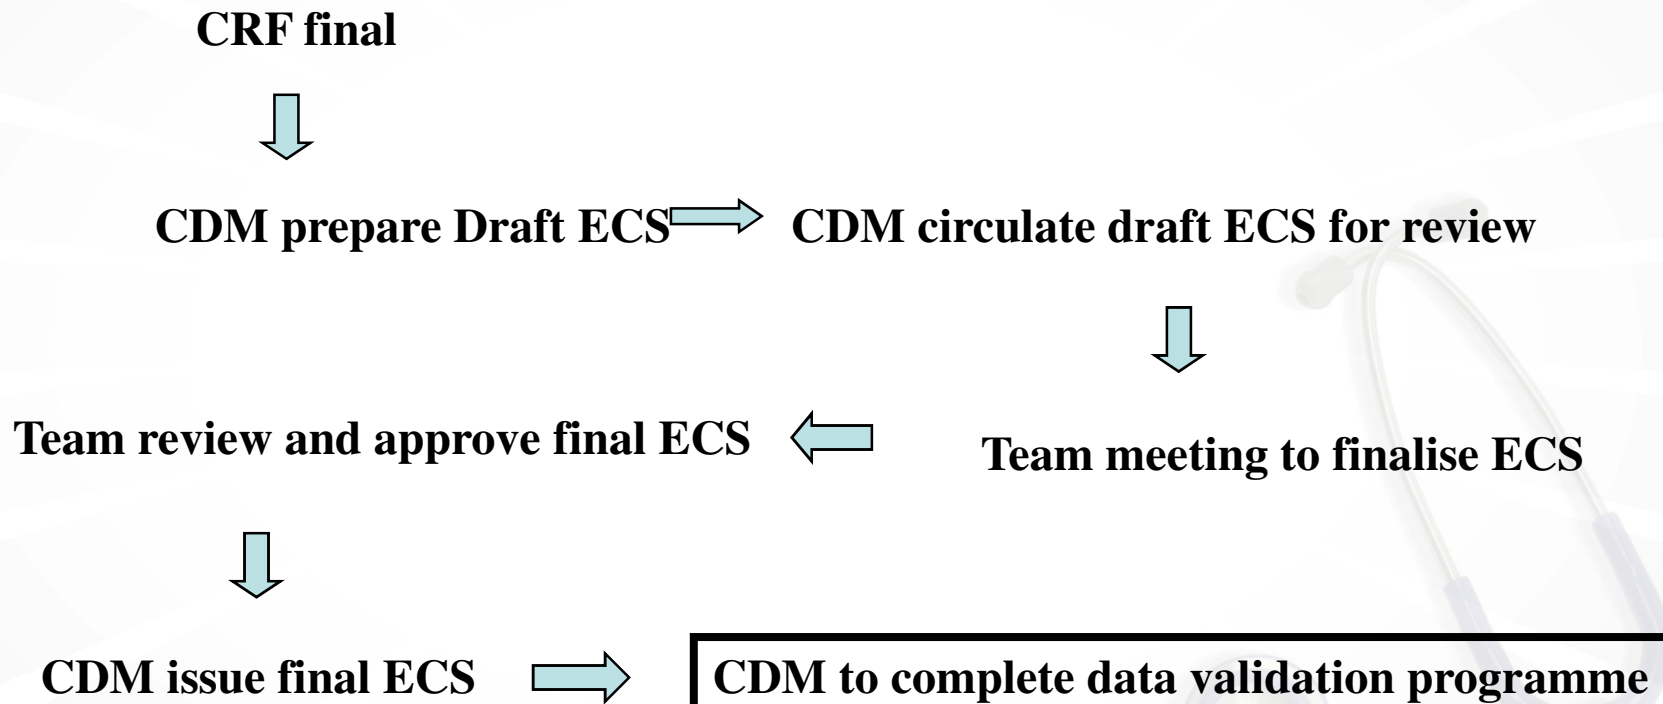 CRF final
CDM prepare Draft ECS
CDM circulate draft ECS for review
Team meeting to finalise ECS
Team review and approve final ECS
CDM issue final ECS
CDM to complete data validation programme